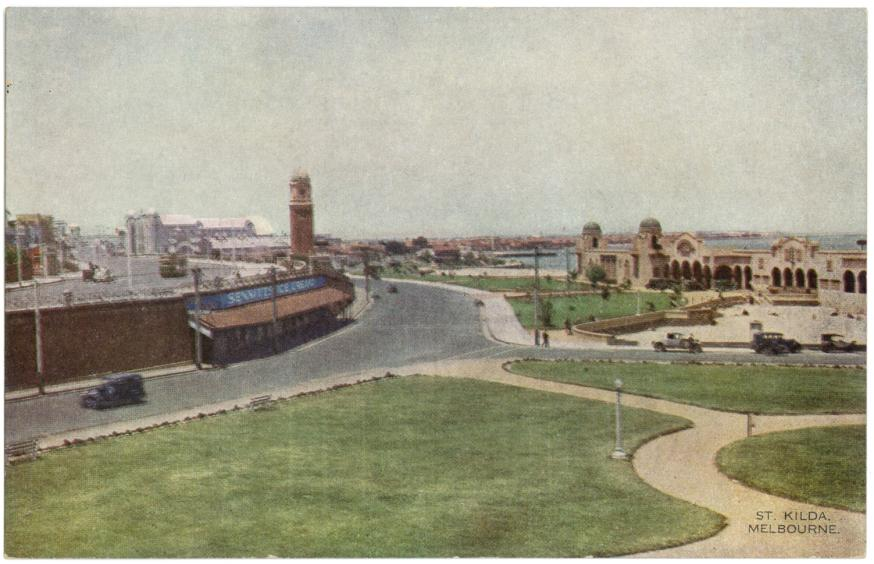 SENNITT'S ICE CREAM
ST. KILDA,
MELBOURNE.